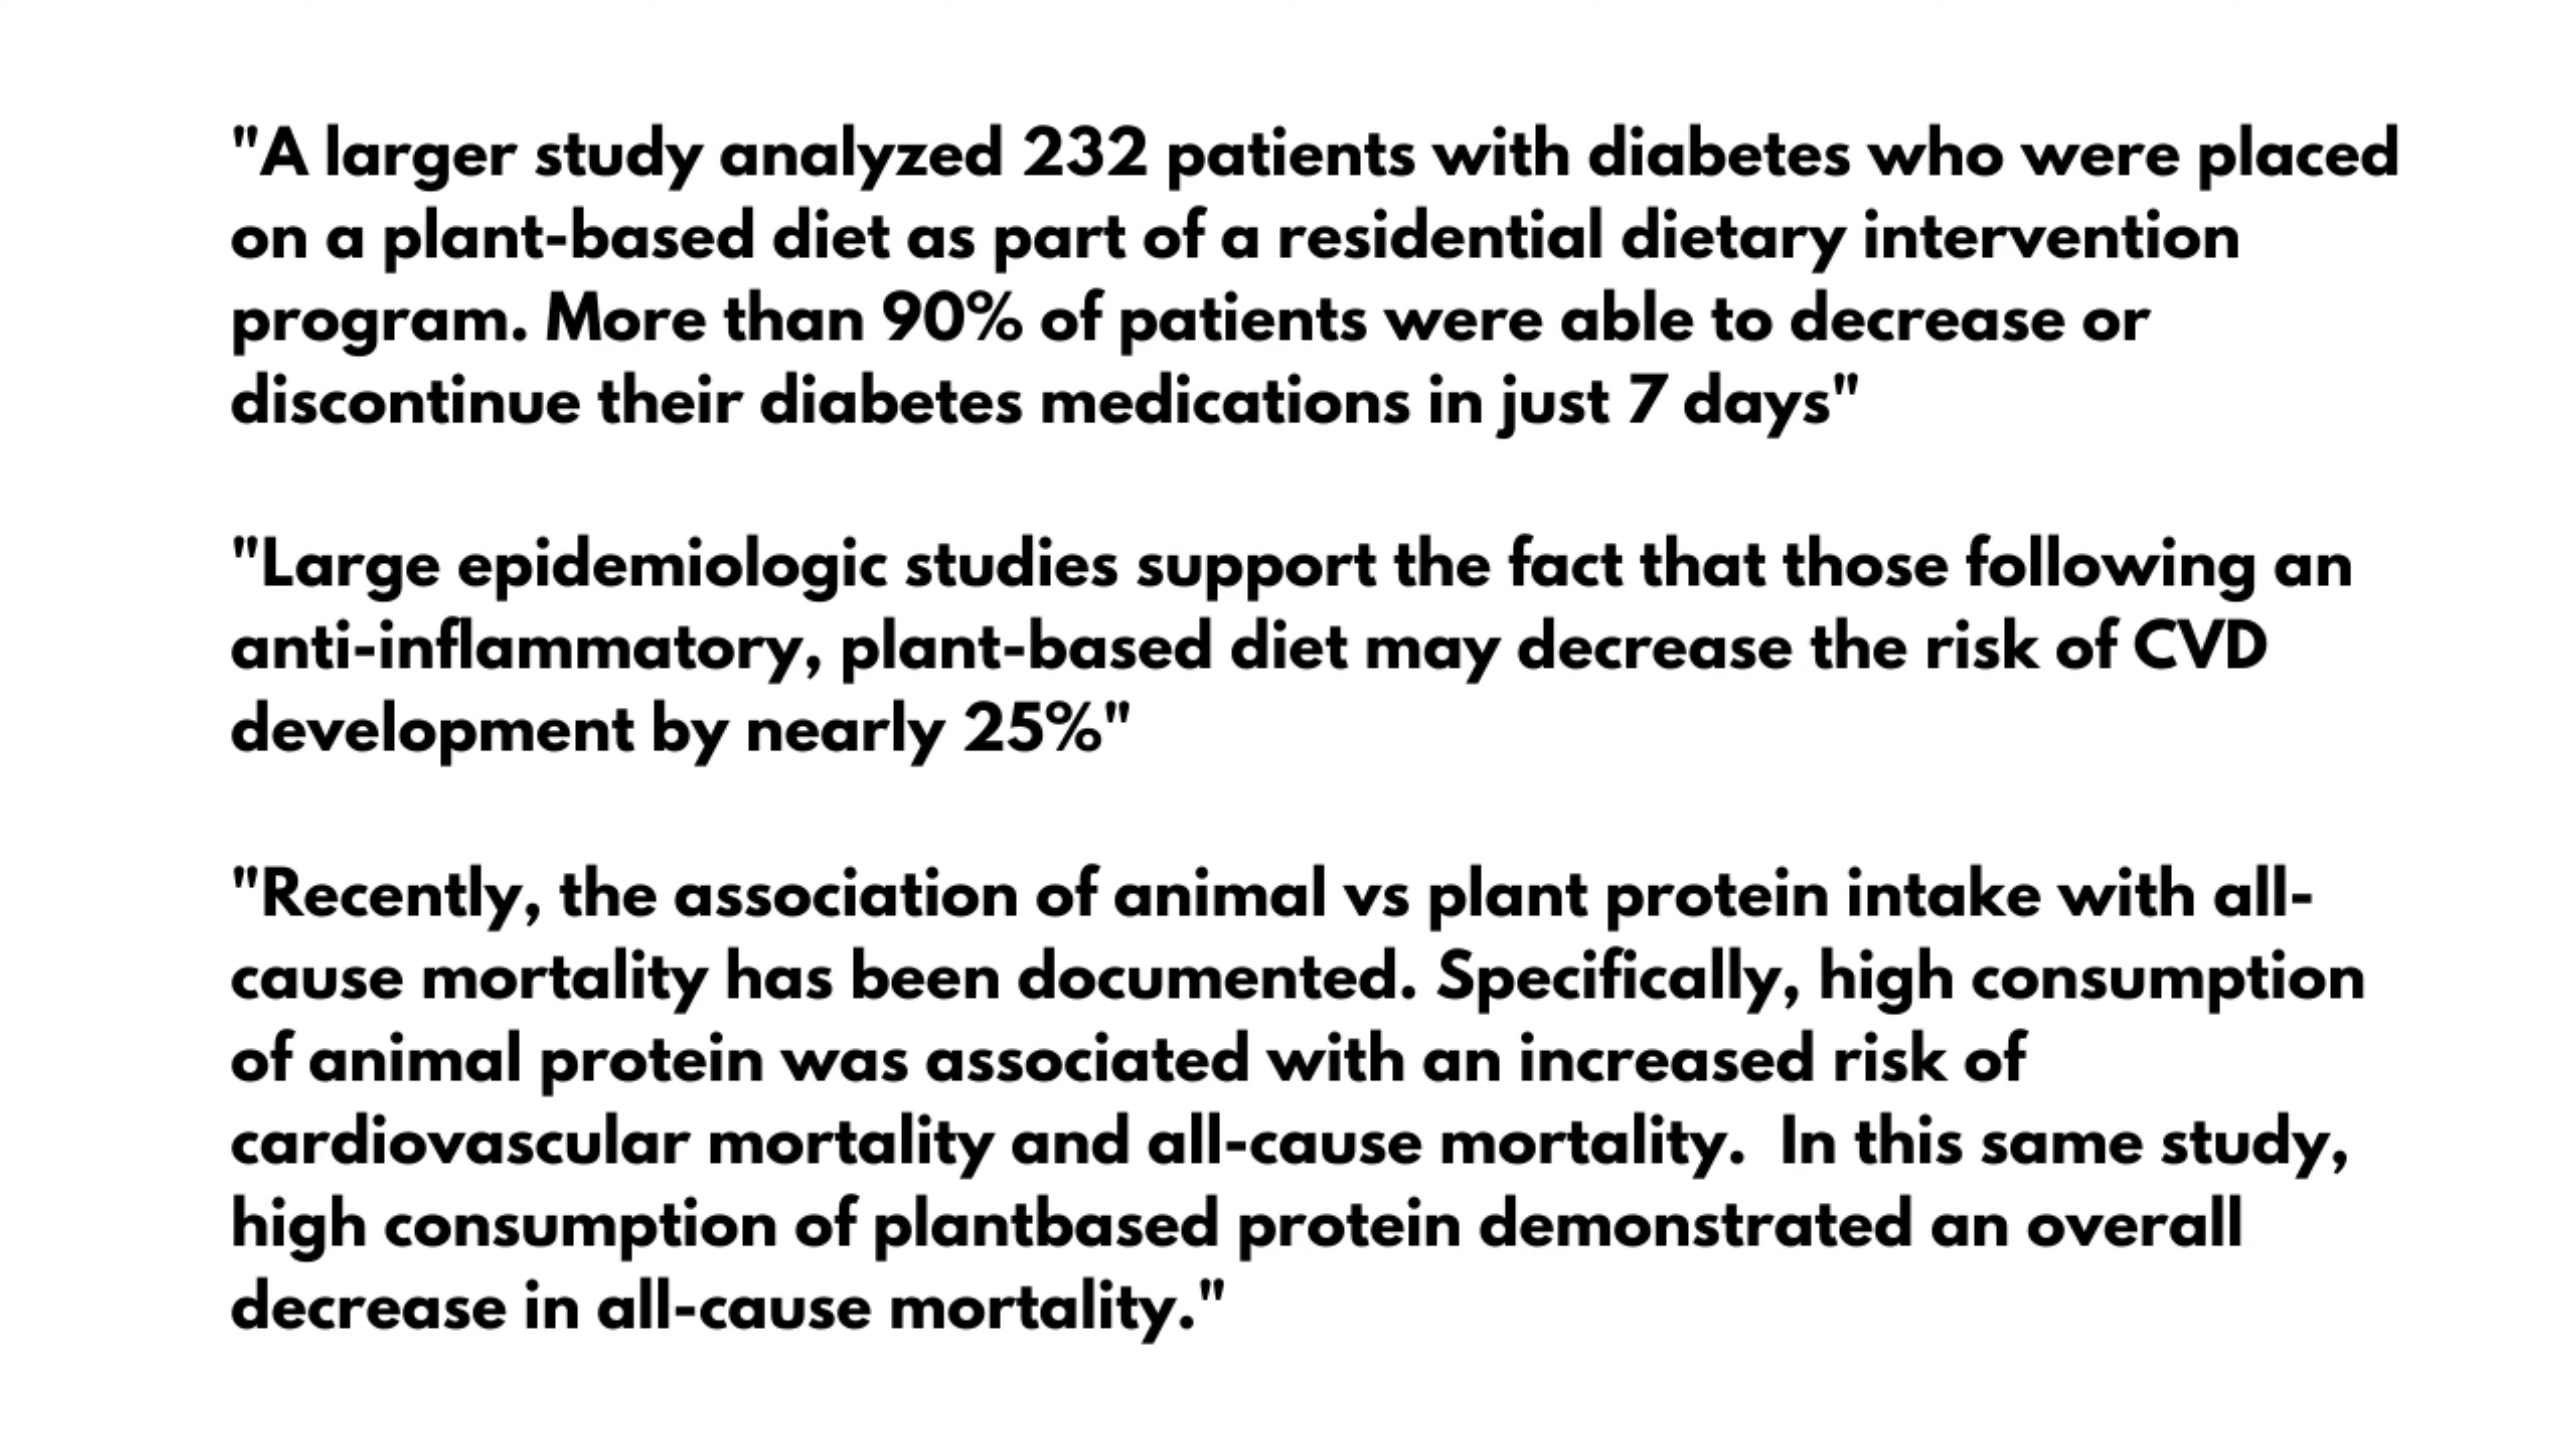 "A larger study analyzed 232 patients with diabetes who were placed
on a plant-based diet as part of a residential dietary intervention
program. More than 90% of patients were able to decrease or
discontinue their diabetes medications in just 7 days"
"Large epidemiologic studies support the fact that those following an
anti-inflammatory, plant-based diet may decrease the risk of CVD
development by nearly 25%"
"Recently, the association of animal vs plant protein intake with all-
cause mortality has been documented. Specifically, high consumption
of animal protein was associated with an increased risk of
cardiovascular mortality and all-cause mortality.  In this same study,
high consumption of plantbased protein demonstrated an overall
decrease in all-cause mortality."